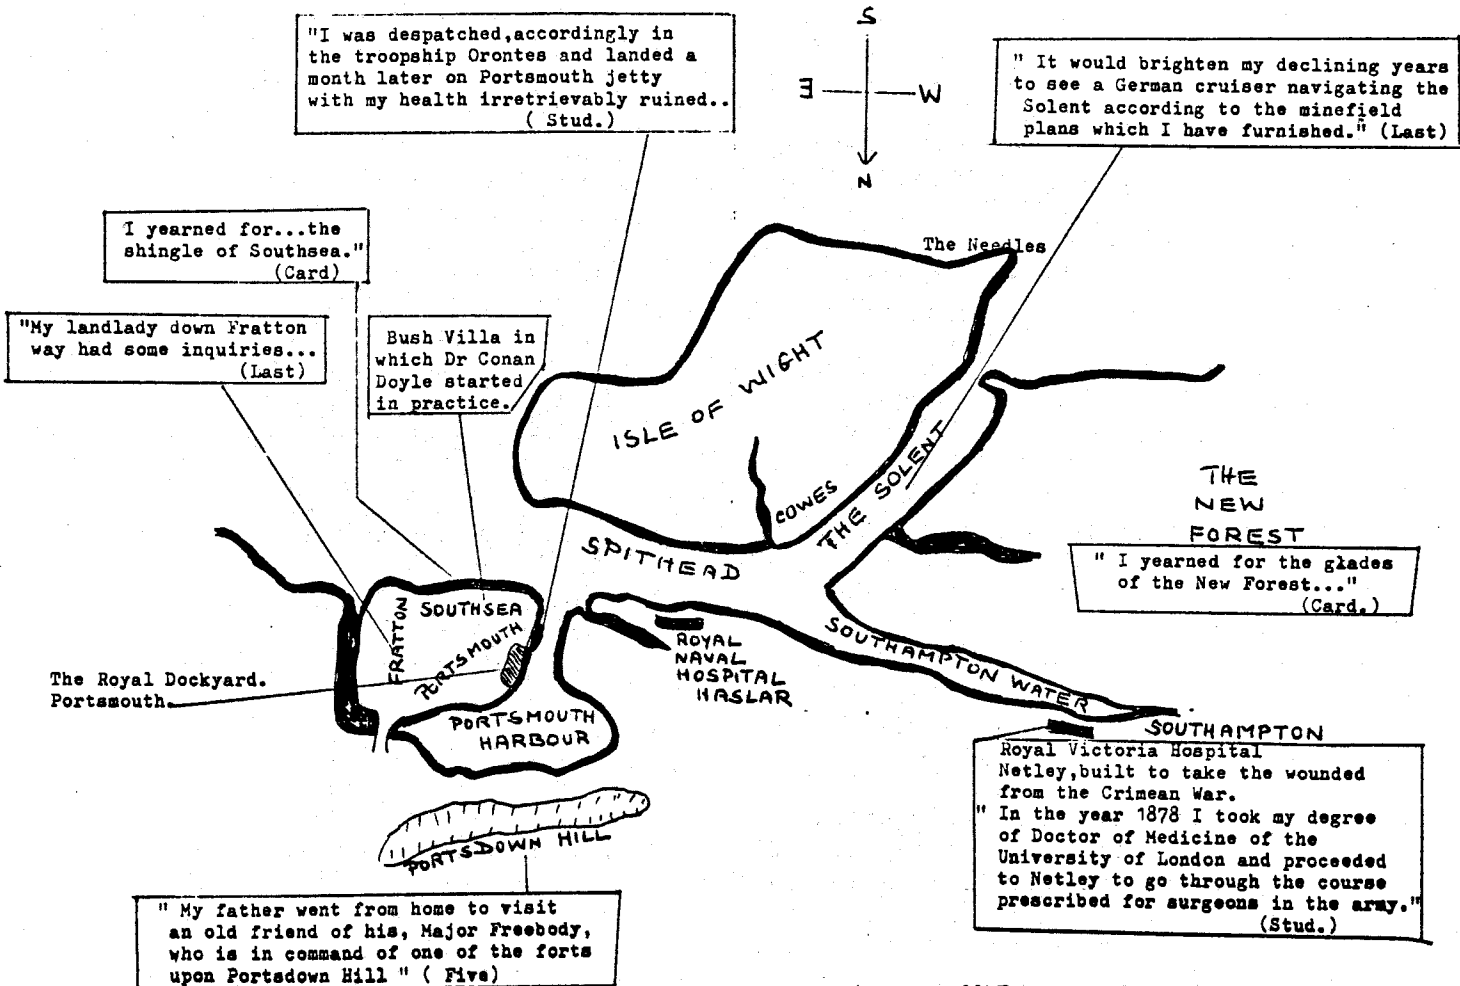 "I was despatched,accordingly in
the troopship Orontes and landed a
month later on Portsmouth jetty
with my health irretrievably ruined..
( Stud.)
S
E
W
N
" It would brighten my declining years
to see a German cruiser navigating the
Solent according to the minefield
plans which I have furnished." (Last)
I yearned for...the
shingle of Southsea."
(Card)
The Needles
"My landlady down Fratton
way had some inquiries...
(Last)
Bush Villa in
which Dr Conan
Doyle started
in practice.
ISLE OF WIGHT
COWES
THE SOLENT
SPITHEAD
THE
NEW
FOREST
" I yearned for the glades
of the New Forest..."
(Card.)
SOUTHSEA
FRATTON
PORTSMOUTH
ROYAL
NAVAL
HOSPITAL
HASLAR
SOUTHAMPTON WATER
The Royal Dockyard.
Portsmouth.
PORTSMOUTH
HARBOUR
SOUTHAMPTON
Royal Victoria Hospital
Netley,built to take the wounded
from the Crimean War.
" In the year 1878 I took my degree
of Doctor of Medicine of the
University of London and proceeded
to Netley to go through the course
prescribed for surgeons in the army."
(Stud.)
PORTSDOWN HILL
" My father went from home to visit
an old friend of his, Major Freebody,
who is in command of one of the forts
upon Portsdown Hill " ( Five)